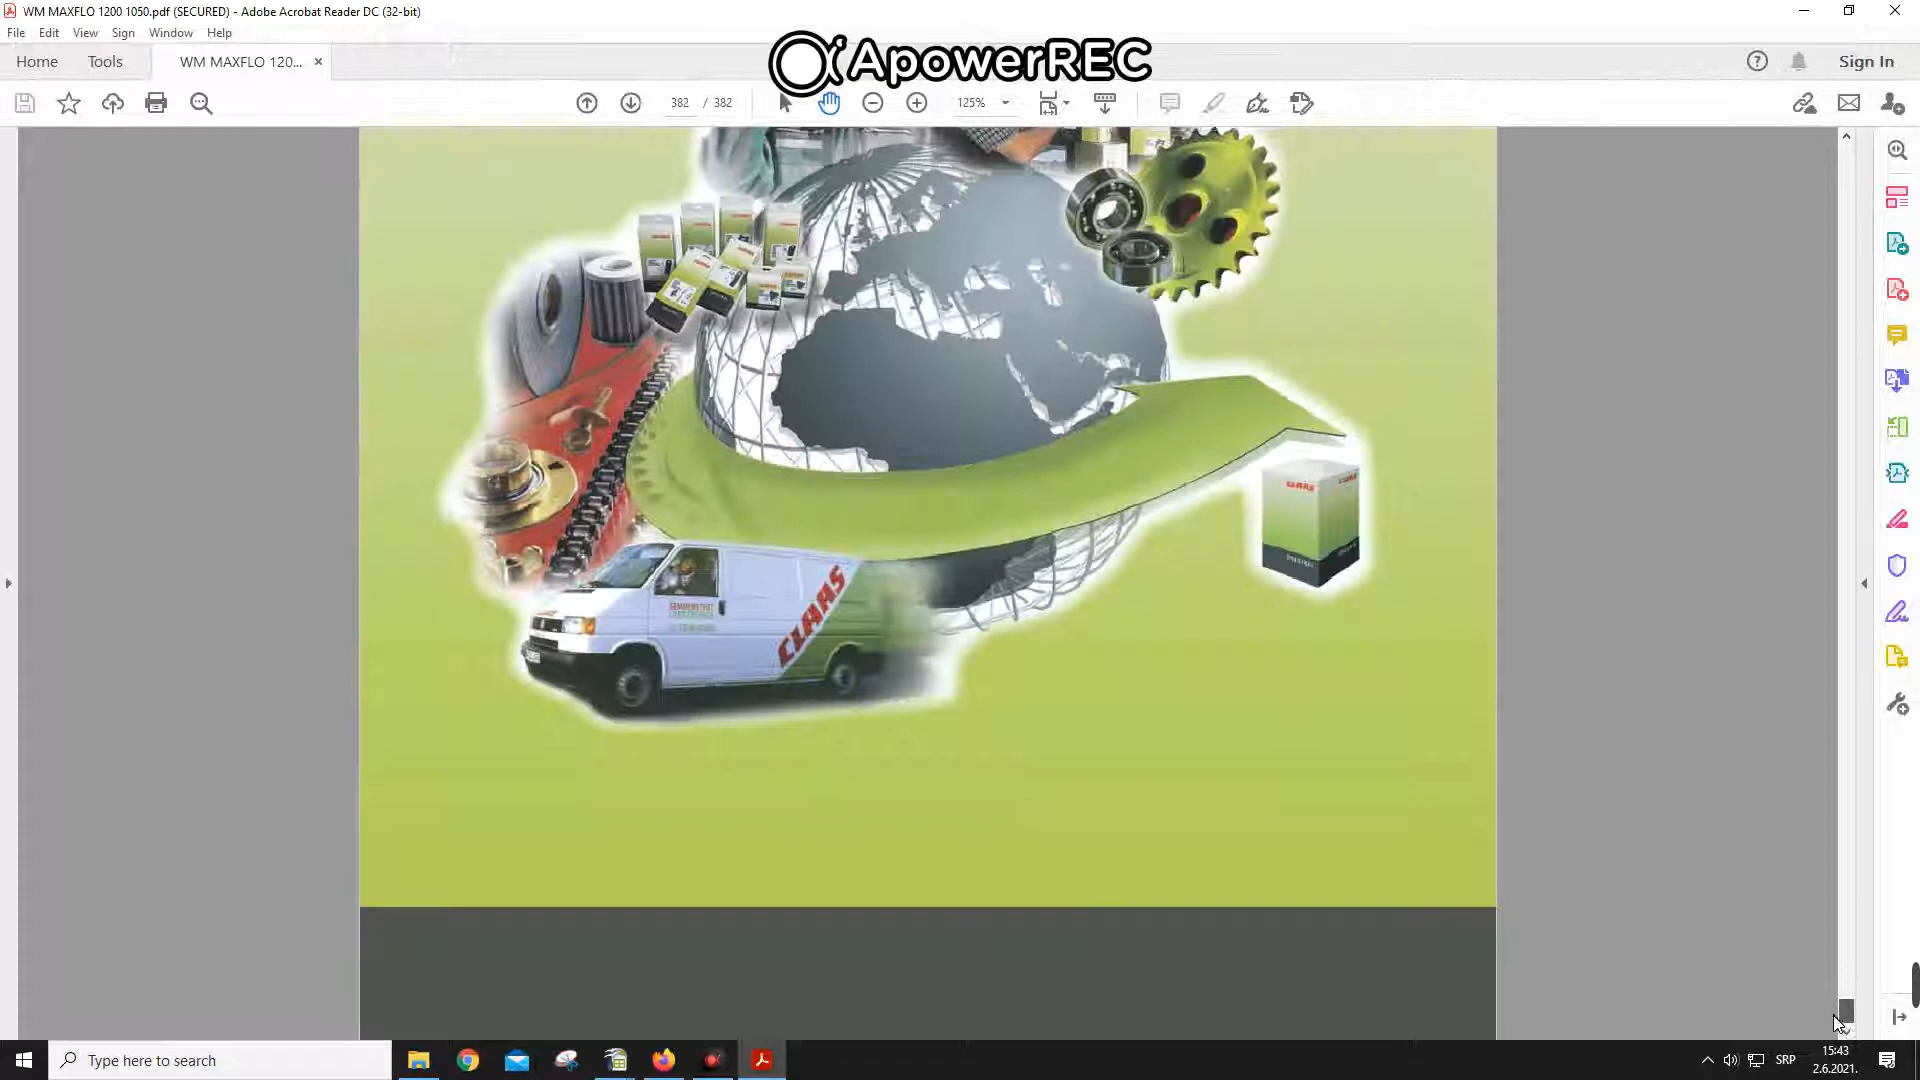 WM MAXFLO 1200 1050.pdf (SECURED) - Adobe Acrobat Reader DC (32-bit)
File Edit View Sign Window Help
Home Tools WM MAXFLO 120... ×
ApowerREC
Sign In
382 / 382
125%
CLAAS
CLAAS
CLAAS
Type here to search
SRP
15:43
2.6.2021.